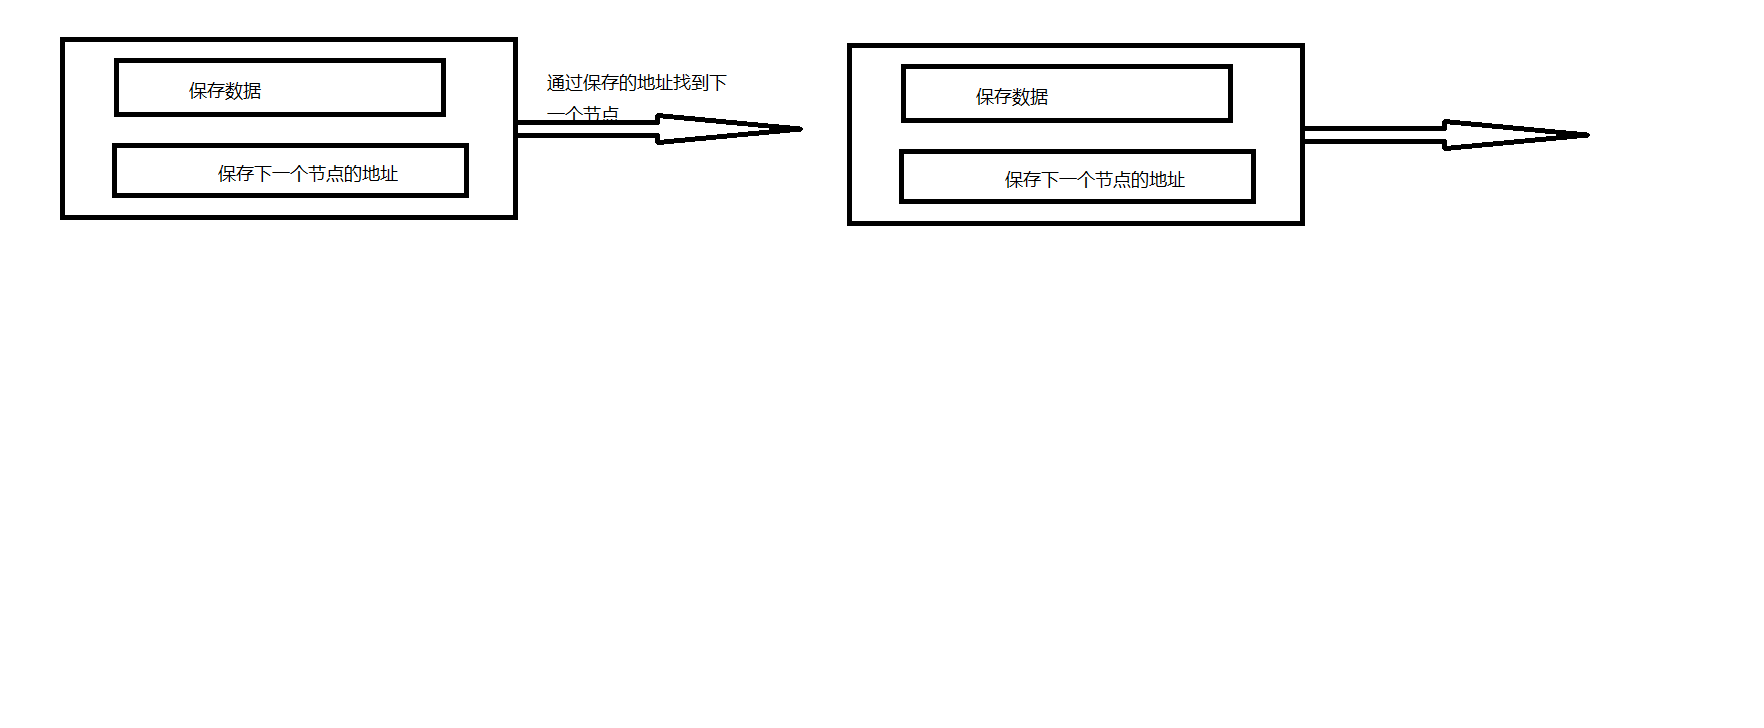 保存数据
保存下一个节点的地址
通过保存的地址找到下
一个节点
保存数据
保存下一个节点的地址